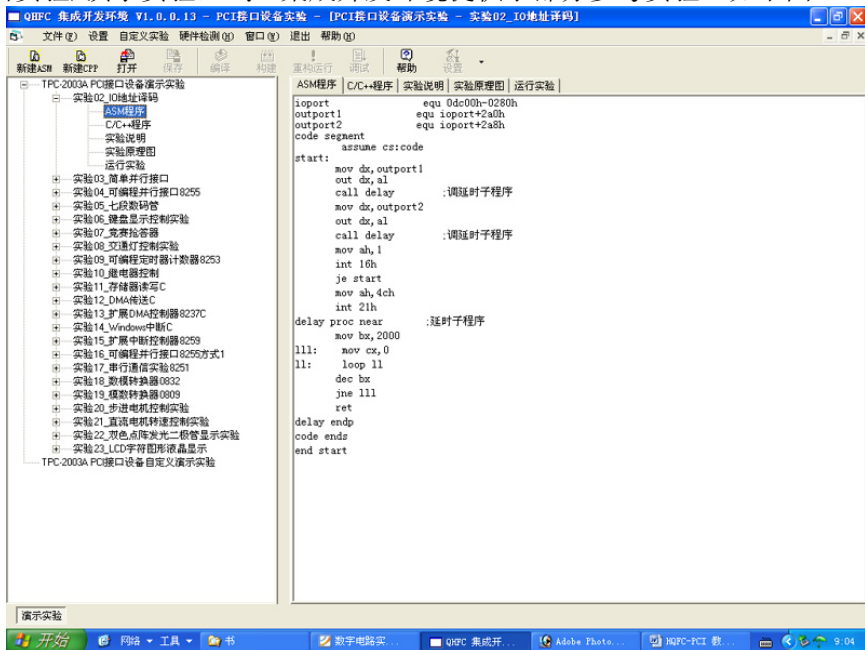 QHFC 集成开发环境 V1.0.0.13 - PCI接口设备实验 - [PCI接口设备演示实验 - 实验02_IO地址译码]
文件(F) 设置 自定义实验 硬件检测(H) 窗口(W) 退出 帮助(H)
新建ASM 新建CPP 打开 保存 编译 构建 重构运行 调试 帮助 设置
TPC-2003A PCI接口设备演示实验
实验02_IO地址译码
ASM程序
C/C++程序
实验说明
实验原理图
运行实验
实验03_简单并行接口
实验04_可编程并行接口8255
实验05_七段数码管
实验06_键盘显示控制实验
实验07_竞赛抢答器
实验08_交通灯控制实验
实验09_可编程定时器计数器8253
实验10_继电器控制
实验11_存储器读写C
实验12_DMA传送C
实验13_扩展DMA控制器8237C
实验14_Windows中断C
实验15_扩展中断控制器8259
实验16_可编程并行接口8255方式1
实验17_串行通信实验8251
实验18_数模转换器0832
实验19_模数转换器0809
实验20_步进电机控制实验
实验21_直流电机转速控制实验
实验22_双色点阵发光二极管显示实验
实验23_LCD字符图形液晶显示
TPC-2003A PCI接口设备自定义演示实验
ASM程序 C/C++程序 实验说明 实验原理图 运行实验
ioport equ 0dc00h-0280h
outport1 equ ioport+2a0h
outport2 equ ioport+2a8h
code segment
assume cs:code
start:
mov dx,outport1
out dx,al
call delay ;调延时子程序
mov dx,outport2
out dx,al
call delay ;调延时子程序
mov ah,1
int 16h
je start
mov ah,4ch
int 21h
delay proc near ;延时子程序
mov bx,2000
lll: mov cx,0
ll: loop ll
dec bx
jne lll
ret
delay endp
code ends
end start
演示实验
开始 网络 工具 书 数字电路实... QHFC 集成开... Adobe Photo... HQFC-PCI 数... 9:04